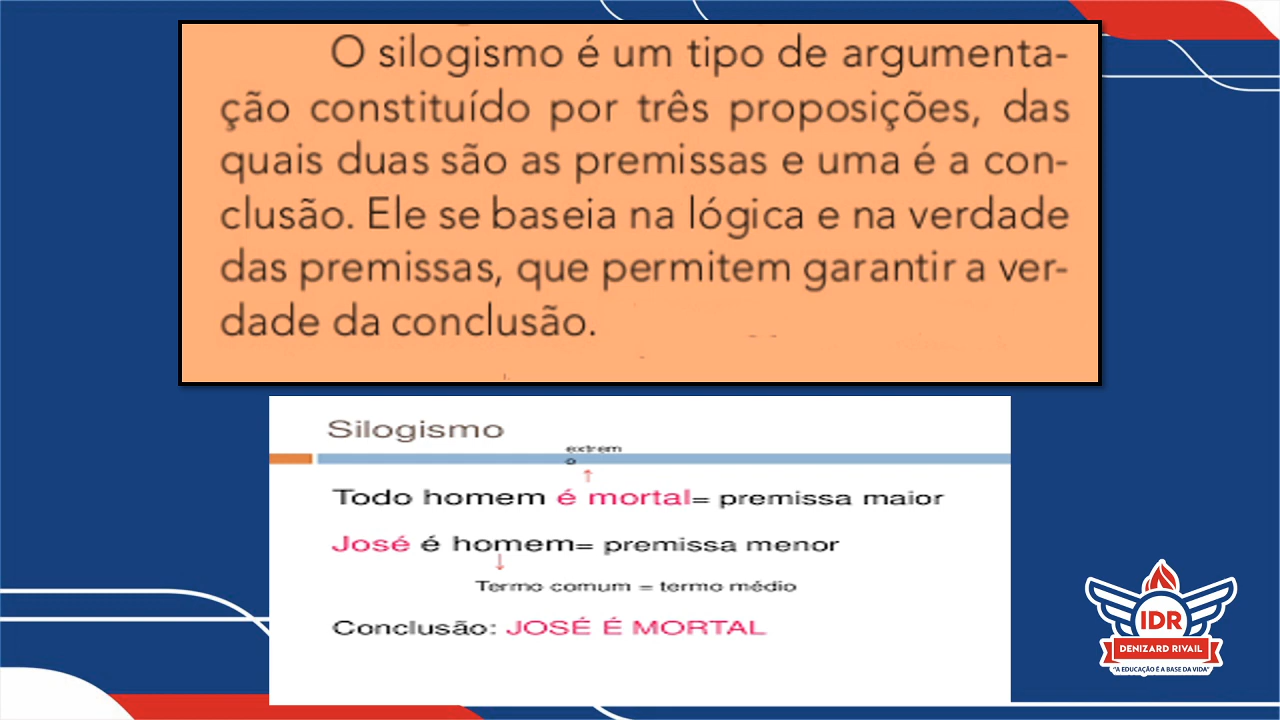 O silogismo é um tipo de argumenta-
ção constituído por três proposições, das
quais duas são as premissas e uma é a con-
clusão. Ele se baseia na lógica e na verdade
das premissas, que permitem garantir a ver-
dade da conclusão.
Silogismo
extrem
o
Todo homem é mortal= premissa maior
José é homem= premissa menor
Termo comum = termo médio
Conclusão: JOSÉ É MORTAL
IDR
DENIZARD RIVAIL
"A EDUCAÇÃO É A BASE DA VIDA"